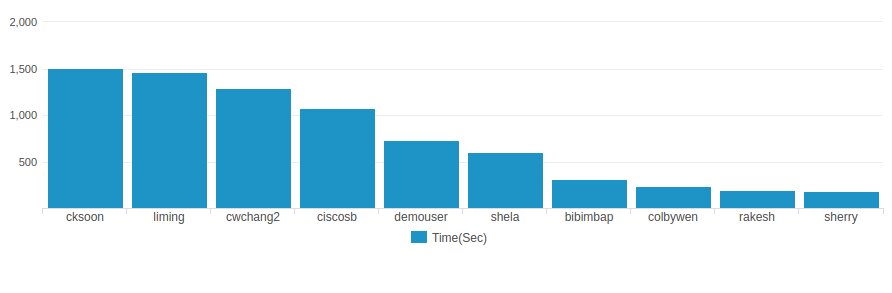 2,000
1,500
1,000
500
cksoon liming cwchang2 ciscosb demouser shela bibimbap colbywen rakesh sherry
Time(Sec)